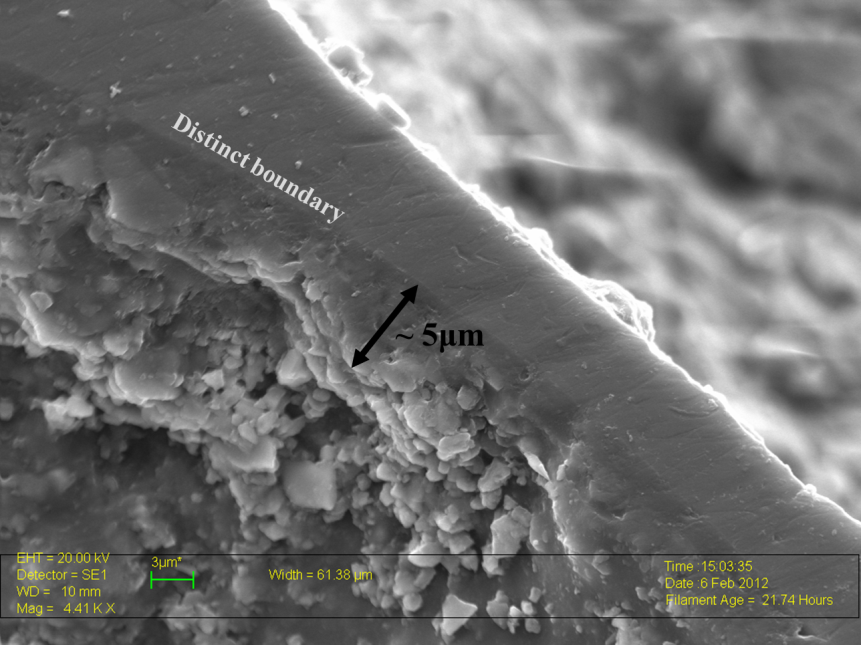 Distinct boundary
~ 5μm
EHT = 20.00 kV
Detector = SE1
WD = 10 mm
Mag = 4.41 K X
3μm*
Width = 61.38 μm
Time :15:03:35
Date :6 Feb 2012
Filament Age = 21.74 Hours